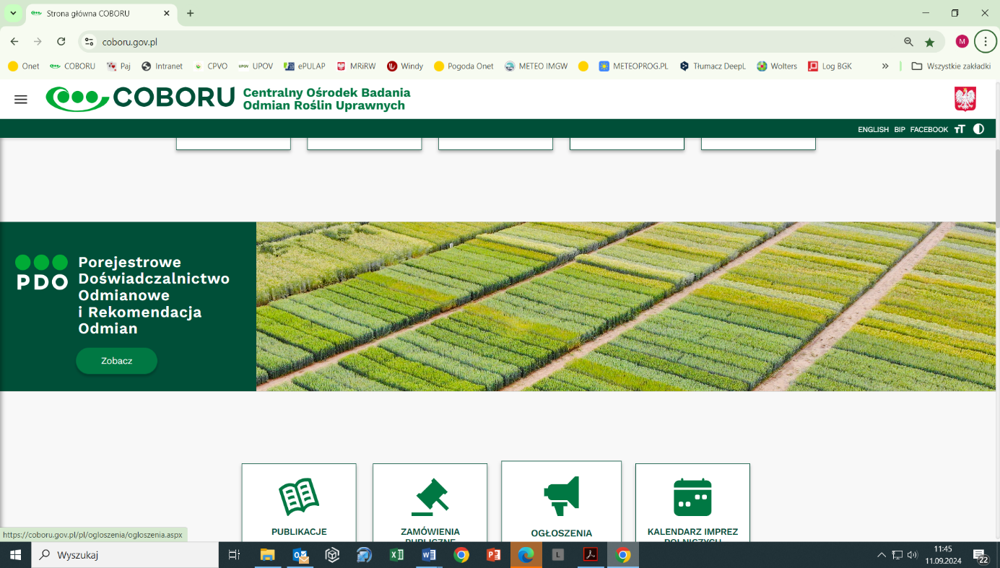 Strona główna COBORU
coboru.gov.pl
M
Onet COBORU Paj Intranet CPVO UPOV ePULAP MRiRW Windy Pogoda Onet METEO IMGW METEOPROG.PL Tłumacz DeepL Wolters Log BGK » Wszystkie zakładki
COBORU
Centralny Ośrodek Badania
Odmian Roślin Uprawnych
ENGLISH BIP FACEBOOK TT
PDO
Porejestrowe
Doświadczalnictwo
Odmianowe
i Rekomendacja
Odmian
Zobacz
PUBLIKACJE
ZAMÓWIENIA
PUBLICZNE
OGŁOSZENIA
KALENDARZ IMPREZ
ROLNICZYCH
https://coboru.gov.pl/pl/ogloszenia/ogloszenia.aspx
Wyszukaj
11:45
11.09.2024
22